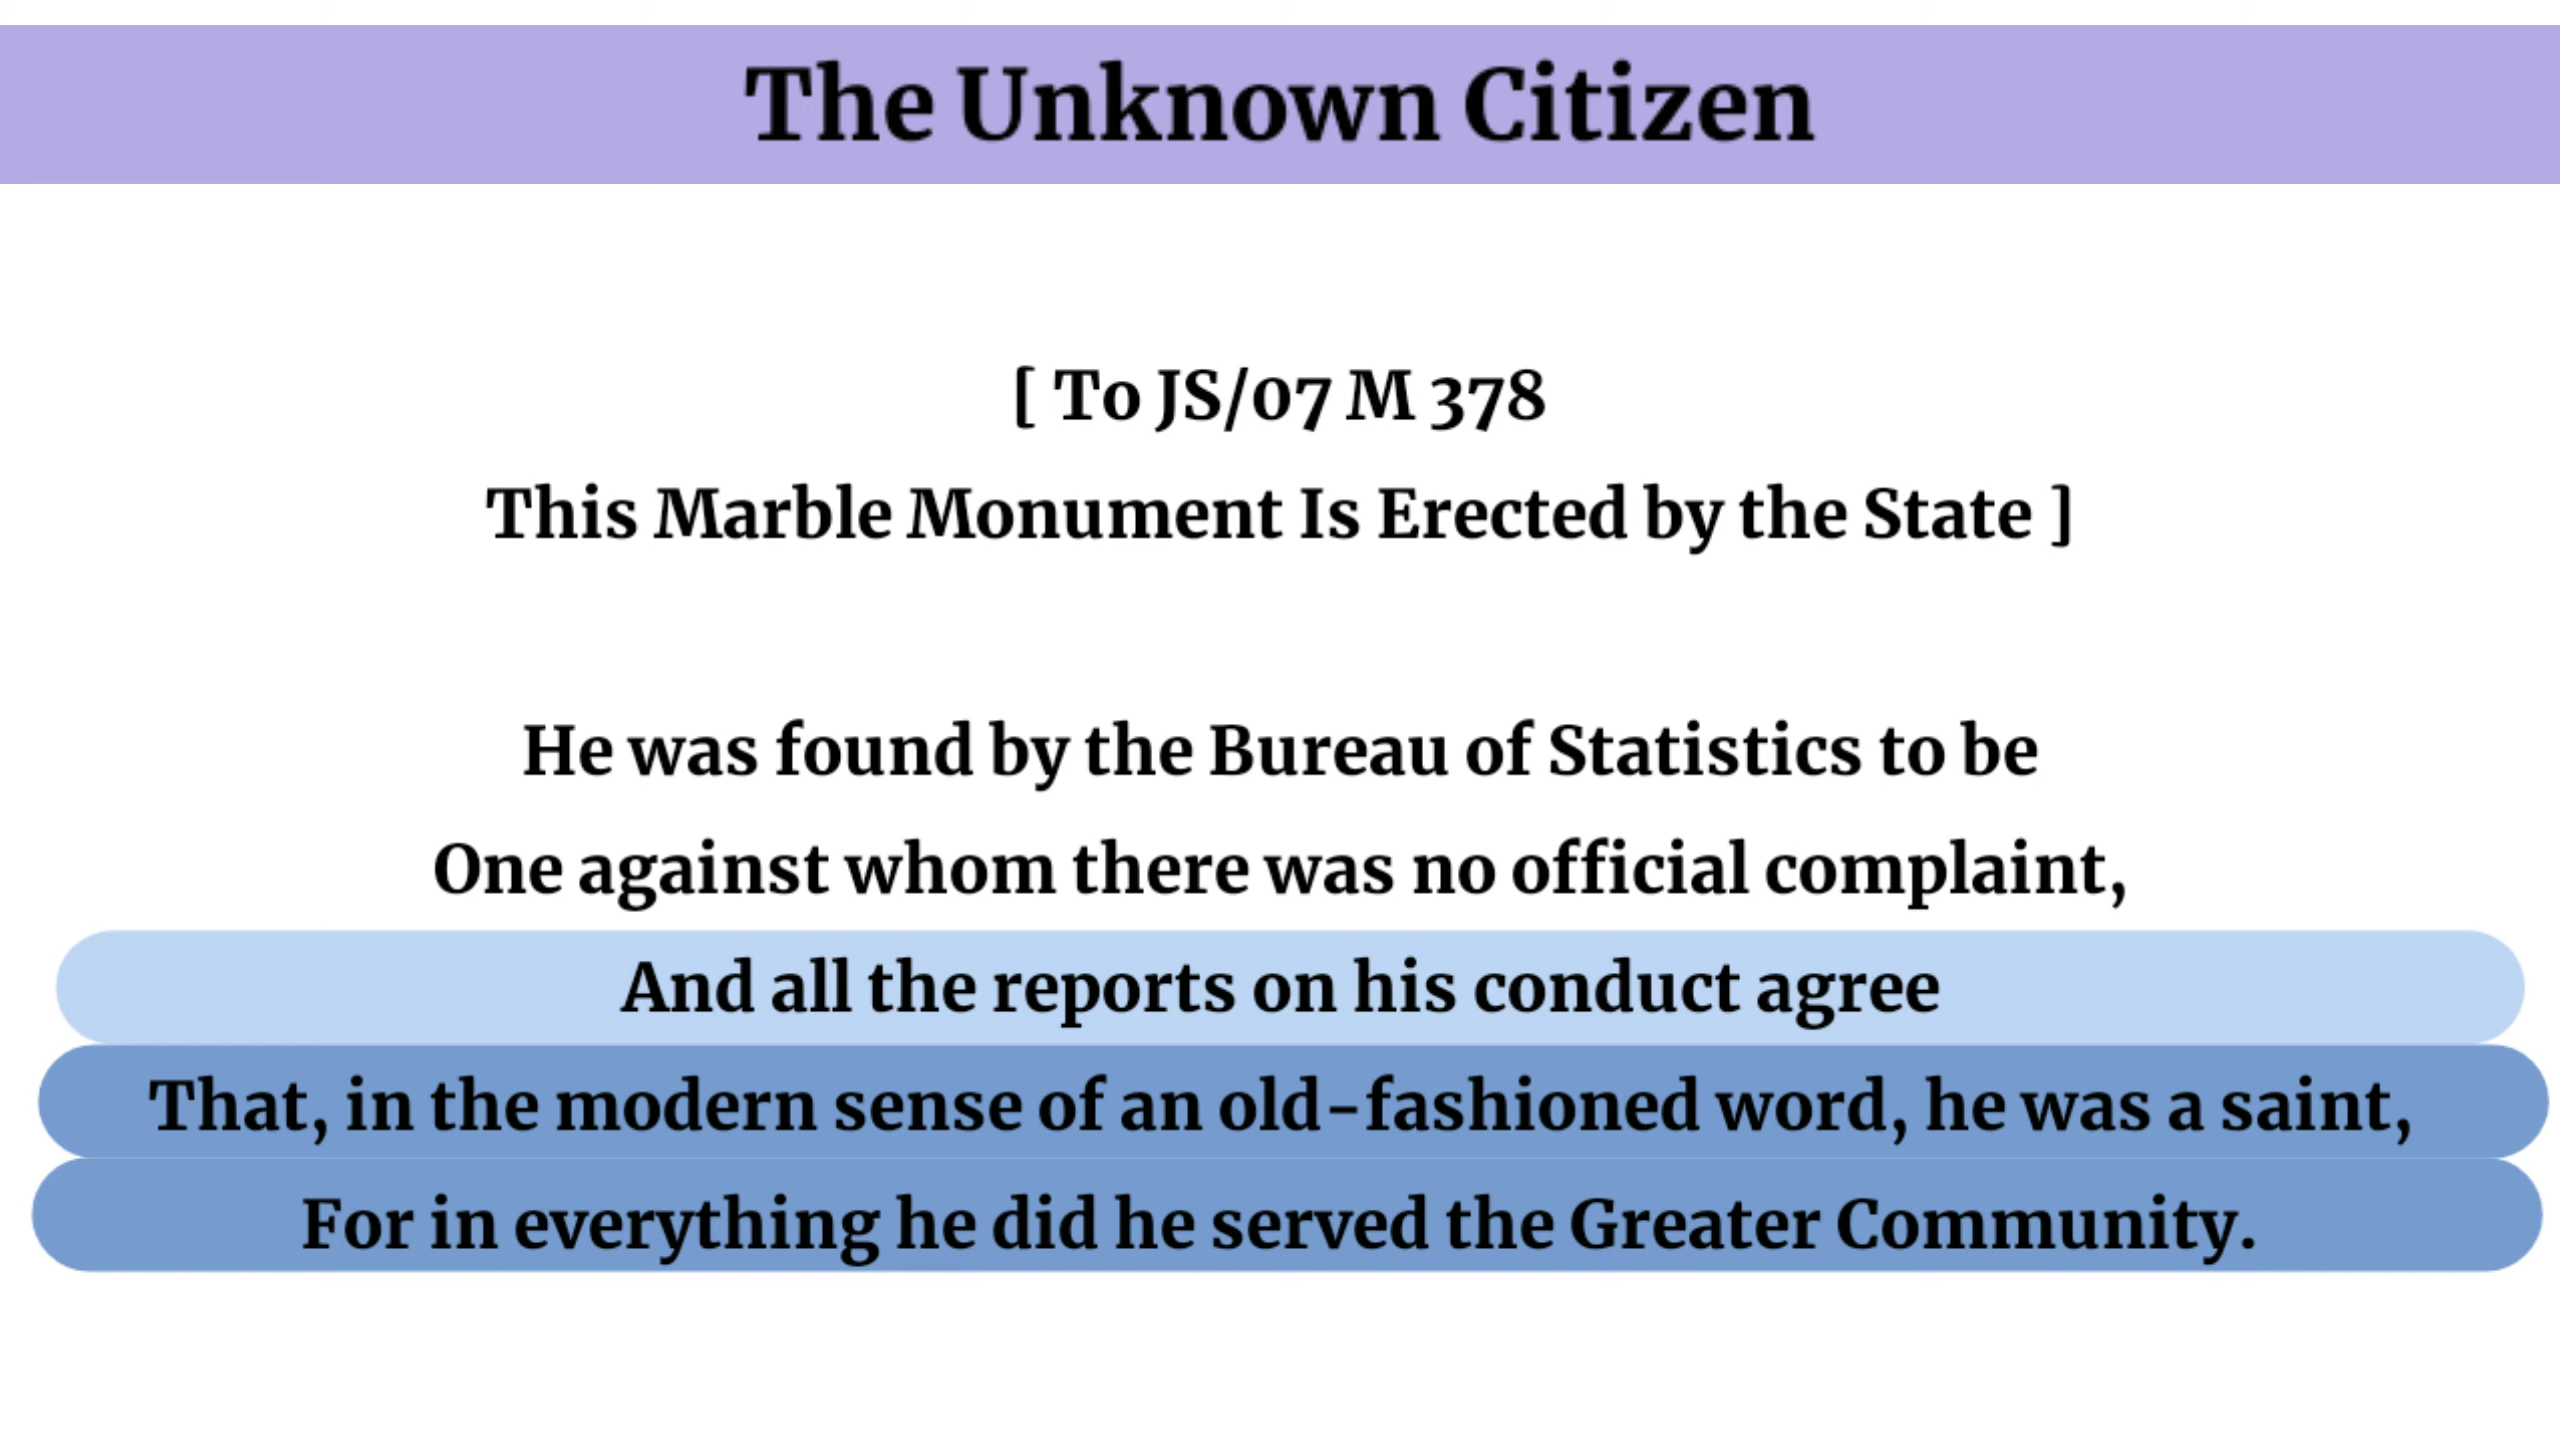 The Unknown Citizen
[ To JS/07 M 378
This Marble Monument Is Erected by the State ]
He was found by the Bureau of Statistics to be
One against whom there was no official complaint,
And all the reports on his conduct agree
That, in the modern sense of an old-fashioned word, he was a saint,
For in everything he did he served the Greater Community.